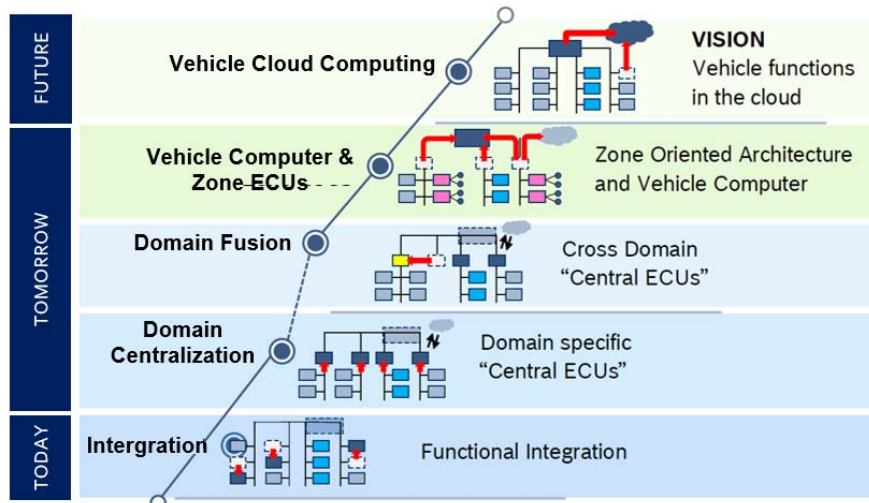 FUTURE
Vehicle Cloud Computing
VISION
Vehicle functions
in the cloud
TOMORROW
Vehicle Computer &
Zone ECUs
Zone Oriented Architecture
and Vehicle Computer
Domain Fusion
Cross Domain
“Central ECUs”
Domain
Centralization
Domain specific
“Central ECUs”
TODAY
Intergration
Functional Integration